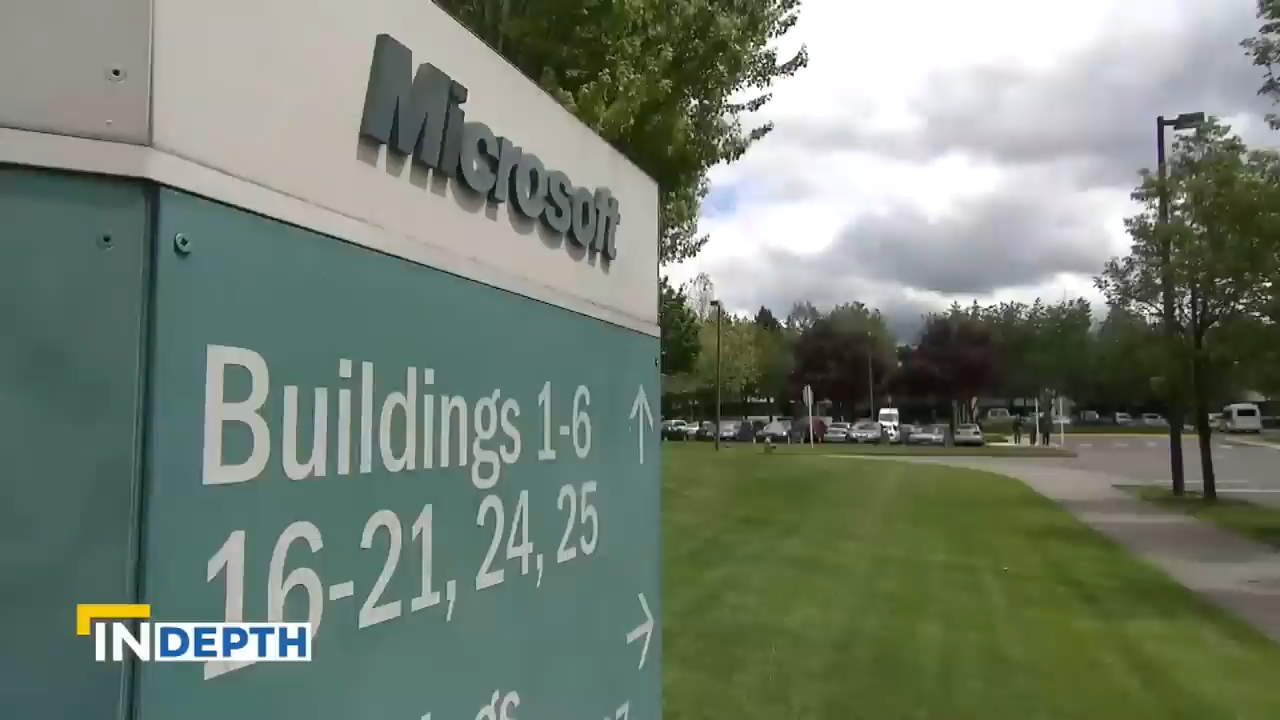 Microsoft
Buildings 1-6 ↑
16-21, 24, 25
→
INDEPTH